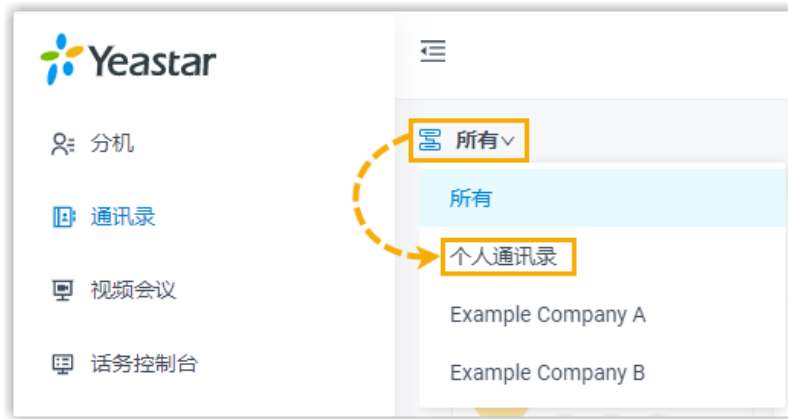 Yeastar
分机
通讯录
视频会议
话务控制台
所有
所有
个人通讯录
Example Company A
Example Company B